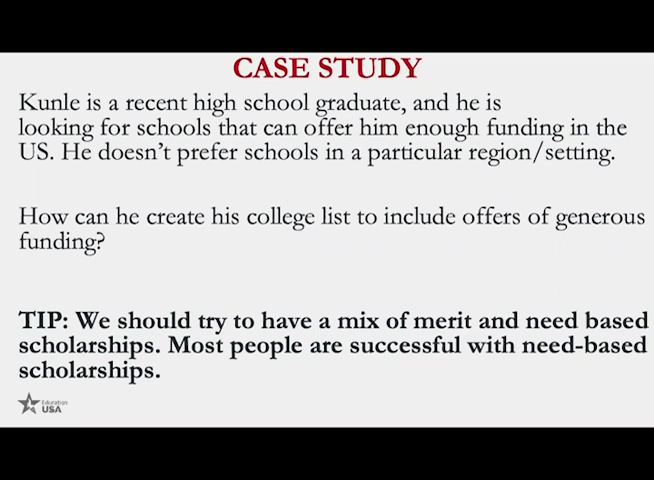 CASE STUDY
Kunle is a recent high school graduate, and he is
looking for schools that can offer him enough funding in the
US. He doesn't prefer schools in a particular region/setting.
How can he create his college list to include offers of generous
funding?
TIP: We should try to have a mix of merit and need based
scholarships. Most people are successful with need-based
scholarships.
Education
USA